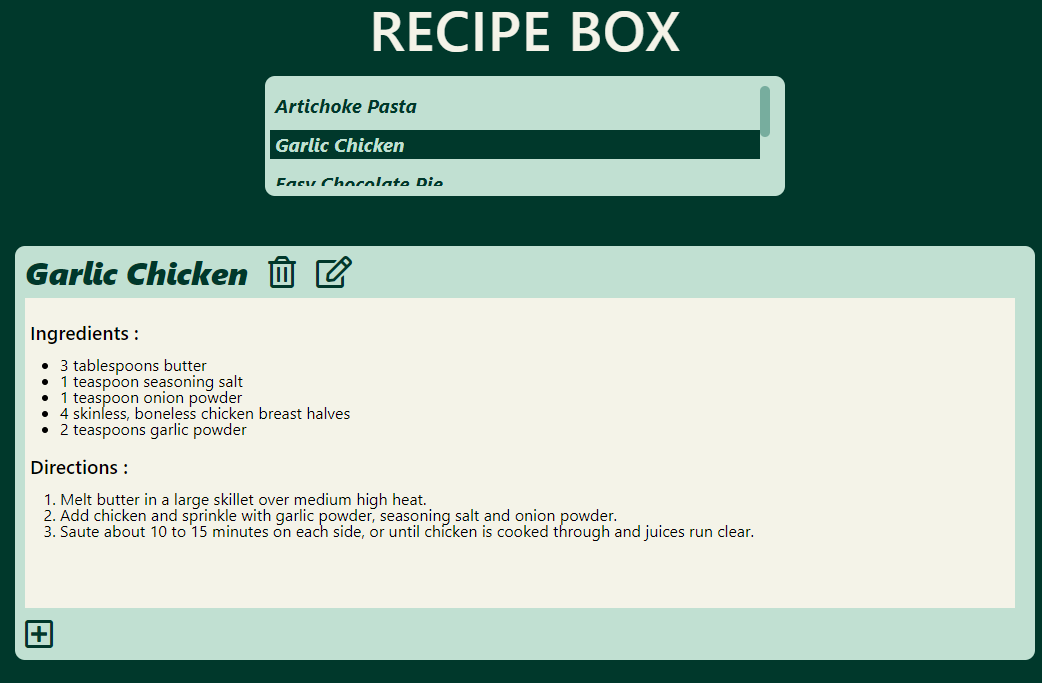 RECIPE BOX
Artichoke Pasta
Garlic Chicken
Easy Chocolate Pie
Garlic Chicken
Ingredients :
3 tablespoons butter
1 teaspoon seasoning salt
1 teaspoon onion powder
4 skinless, boneless chicken breast halves
2 teaspoons garlic powder
Directions :
1. Melt butter in a large skillet over medium high heat.
2. Add chicken and sprinkle with garlic powder, seasoning salt and onion powder.
3. Saute about 10 to 15 minutes on each side, or until chicken is cooked through and juices run clear.